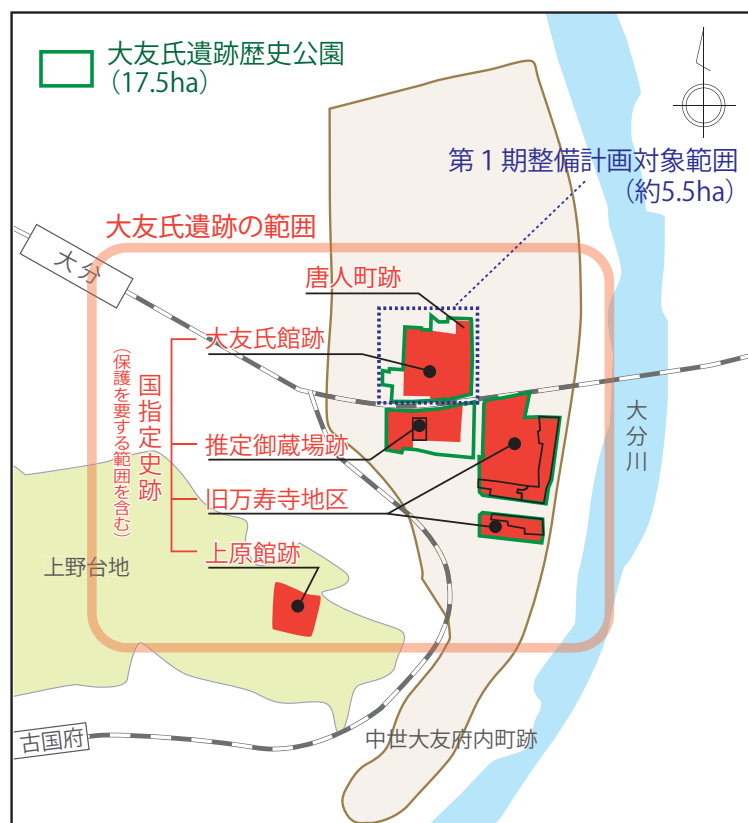 大友氏遺跡歴史公園
（17.5ha）
第1期整備計画対象範囲
（約5.5ha）
大友氏遺跡の範囲
大分
唐人町跡
大友氏館跡
国指定史跡
（保護を要する範囲を含む）
推定御蔵場跡
旧万寿寺地区
上原館跡
大分川
上野台地
古国府
中世大友府内町跡